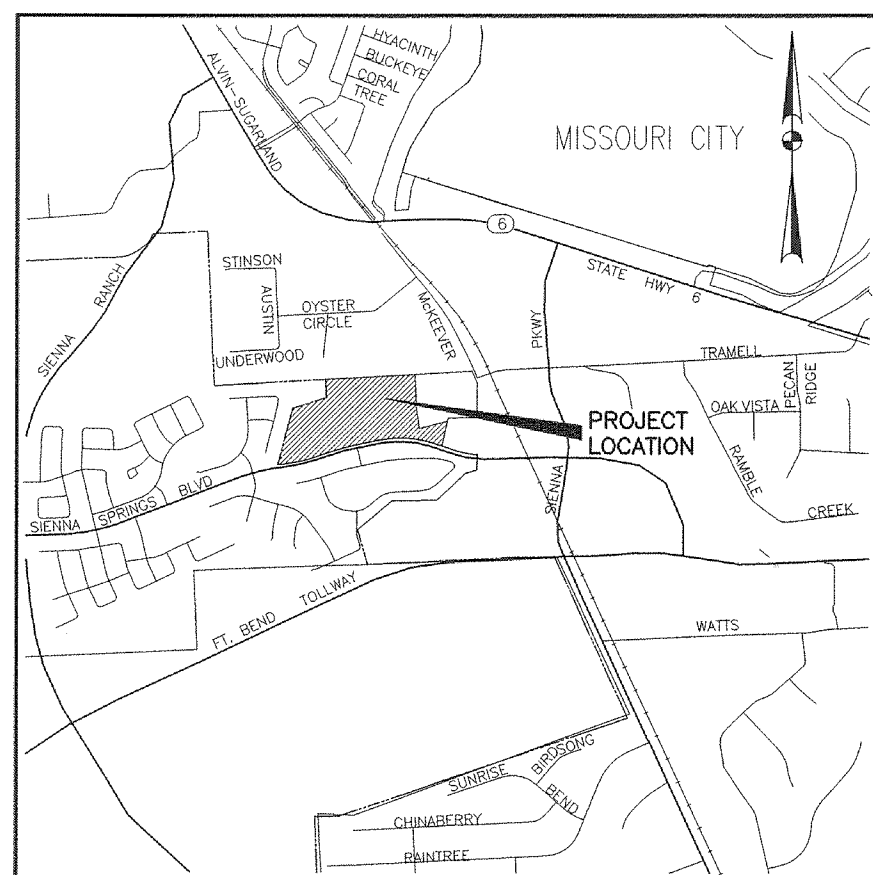 HYACINTH
BUCKEYE
CORAL
TREE
ALVIN-SUGARLAND
MISSOURI CITY
6
STATE HWY 6
STINSON
AUSTIN
OYSTER
CIRCLE
UNDERWOOD
SIENNA RANCH
McKEEVER
SIENNA PKWY
TRAMELL
PECAN
RIDGE
OAK VISTA
RAMBLE
CREEK
PROJECT
LOCATION
SIENNA SPRINGS BLVD
FT. BEND TOLLWAY
WATTS
SUNRISE BEND
BIRDSONG
CHINABERRY
RAINTREE